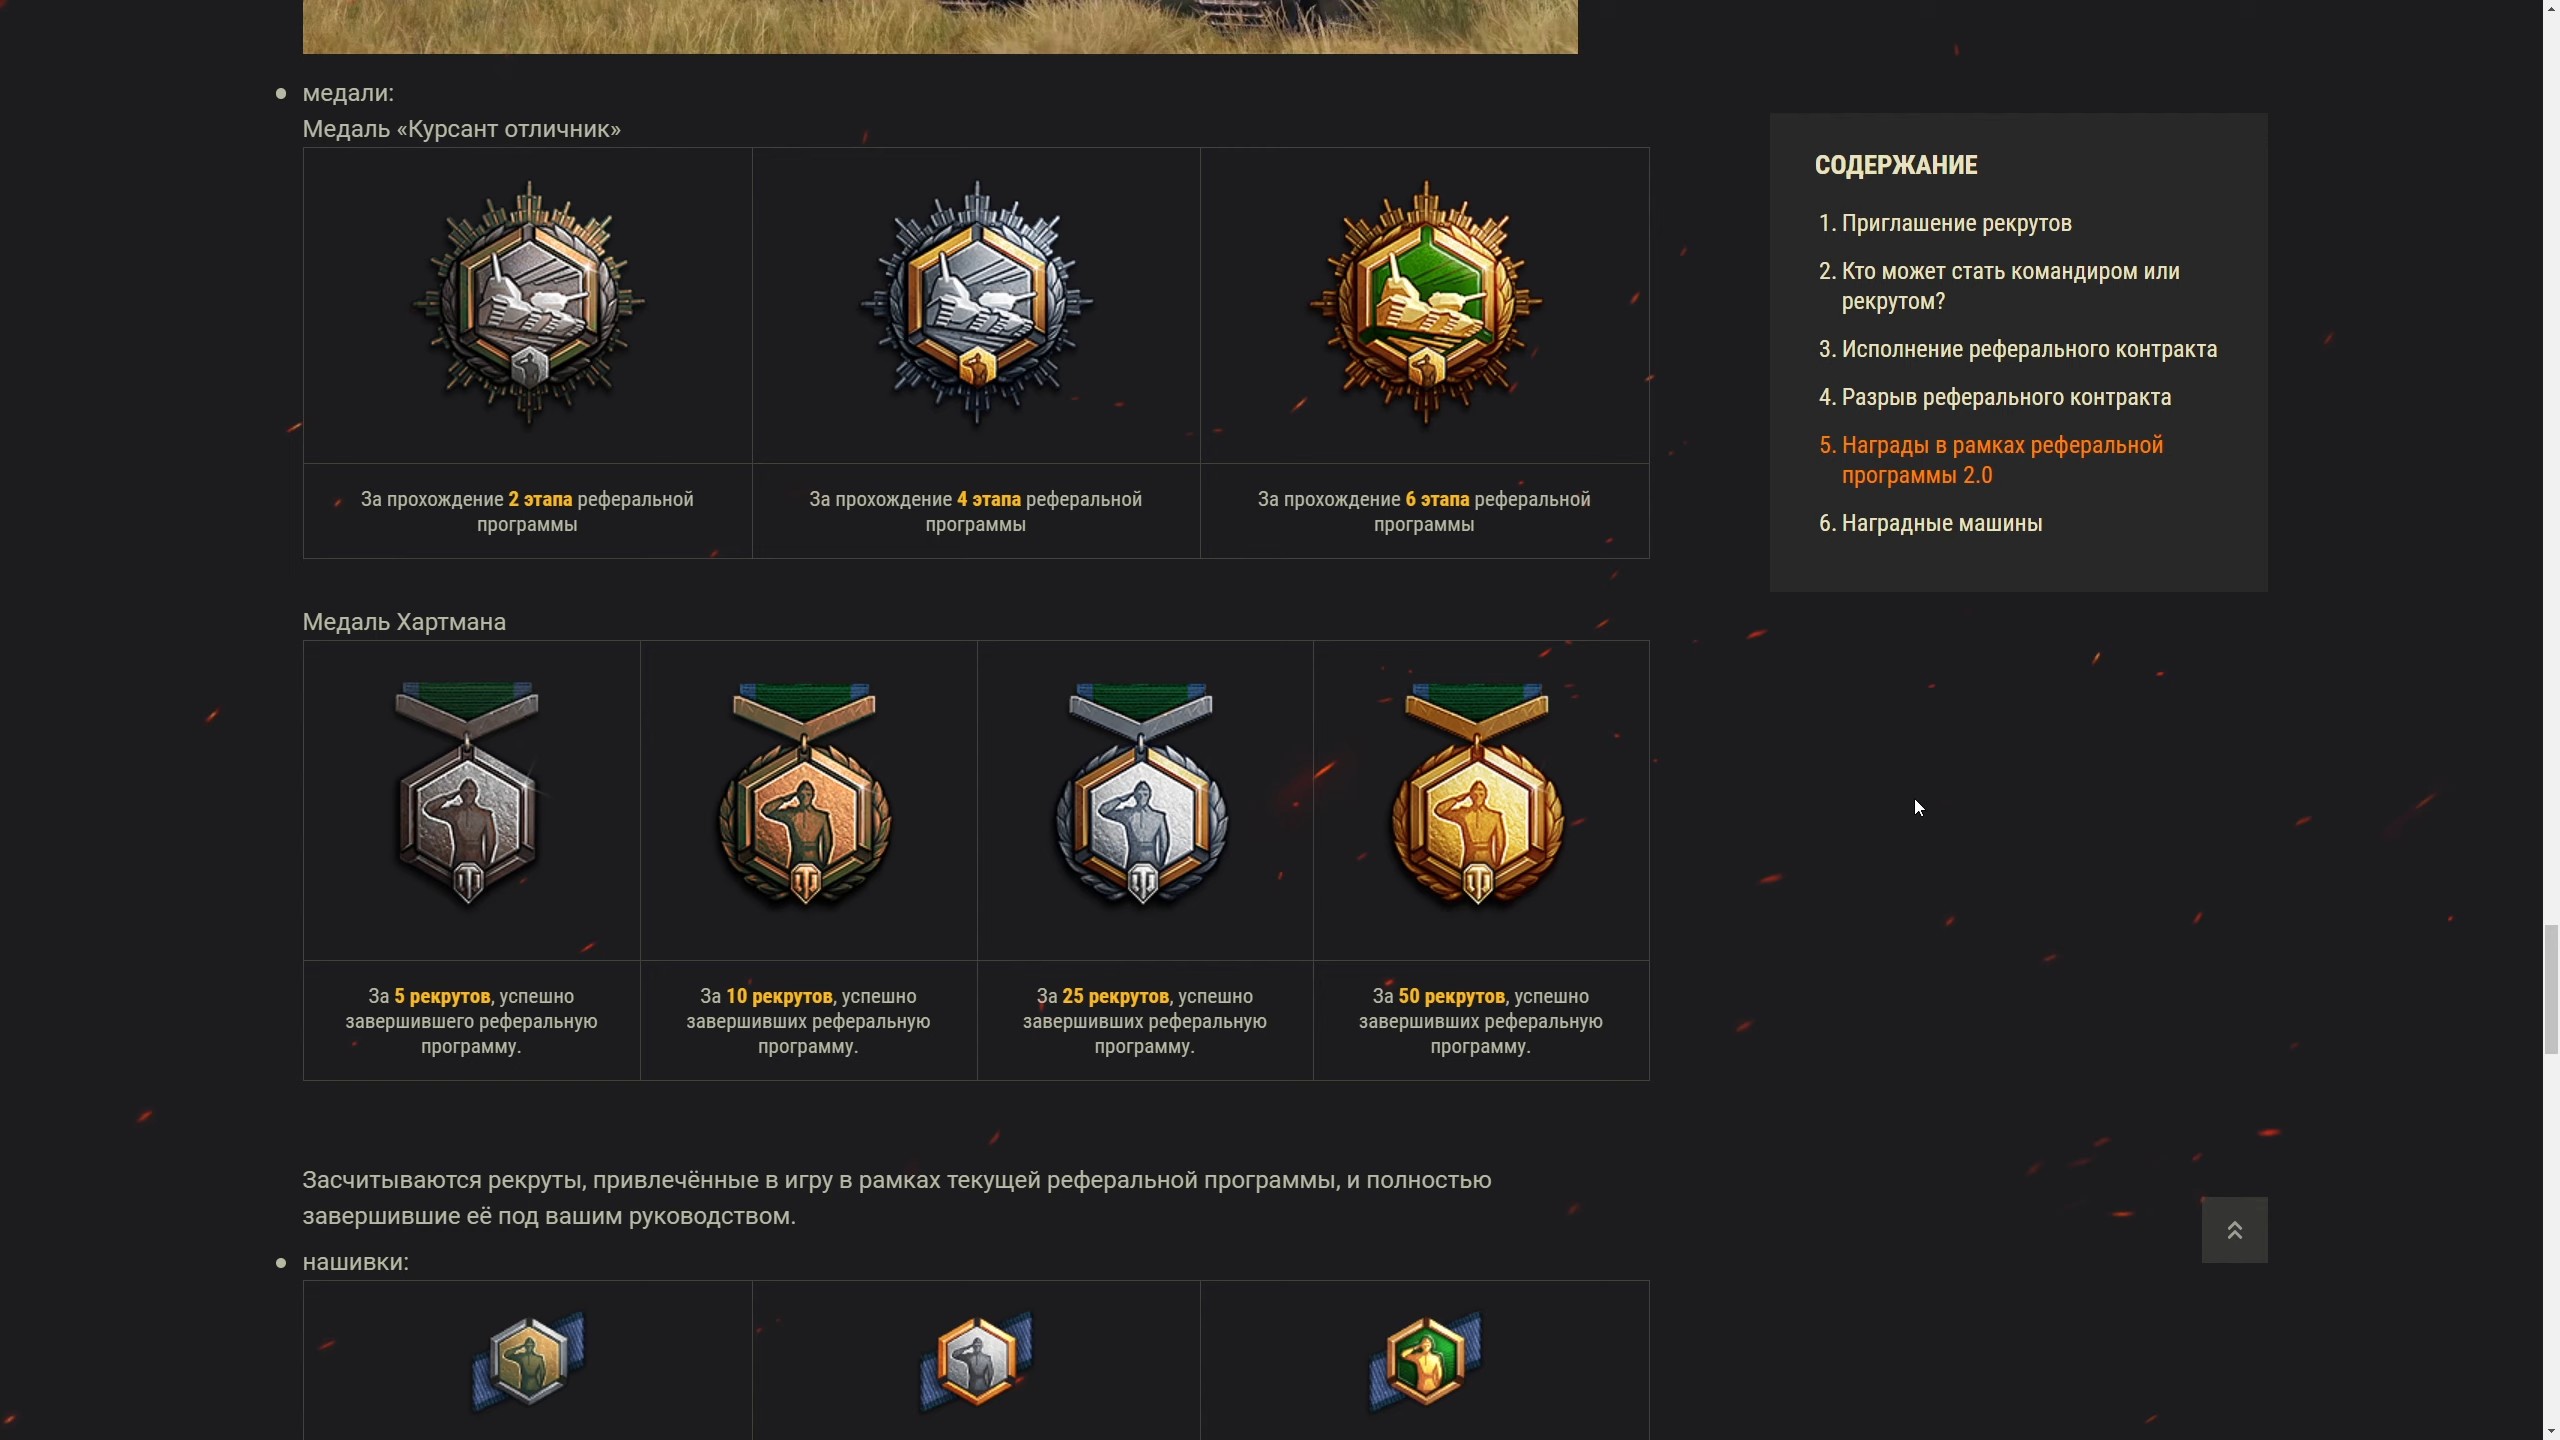 медали:
Медаль «Курсант отличник»
За прохождение 2 этапа реферальной
программы
За прохождение 4 этапа реферальной
программы
За прохождение 6 этапа реферальной
программы
Медаль Хартмана
За 5 рекрутов, успешно
завершившего реферальную
программу.
За 10 рекрутов, успешно
завершивших реферальную
программу.
За 25 рекрутов, успешно
завершивших реферальную
программу.
За 50 рекрутов, успешно
завершивших реферальную
программу.
Засчитываются рекруты, привлечённые в игру в рамках текущей реферальной программы, и полностью
завершившие её под вашим руководством.
нашивки:
СОДЕРЖАНИЕ
1. Приглашение рекрутов
2. Кто может стать командиром или
рекрутом?
3. Исполнение реферального контракта
4. Разрыв реферального контракта
5. Награды в рамках реферальной
программы 2.0
6. Наградные машины